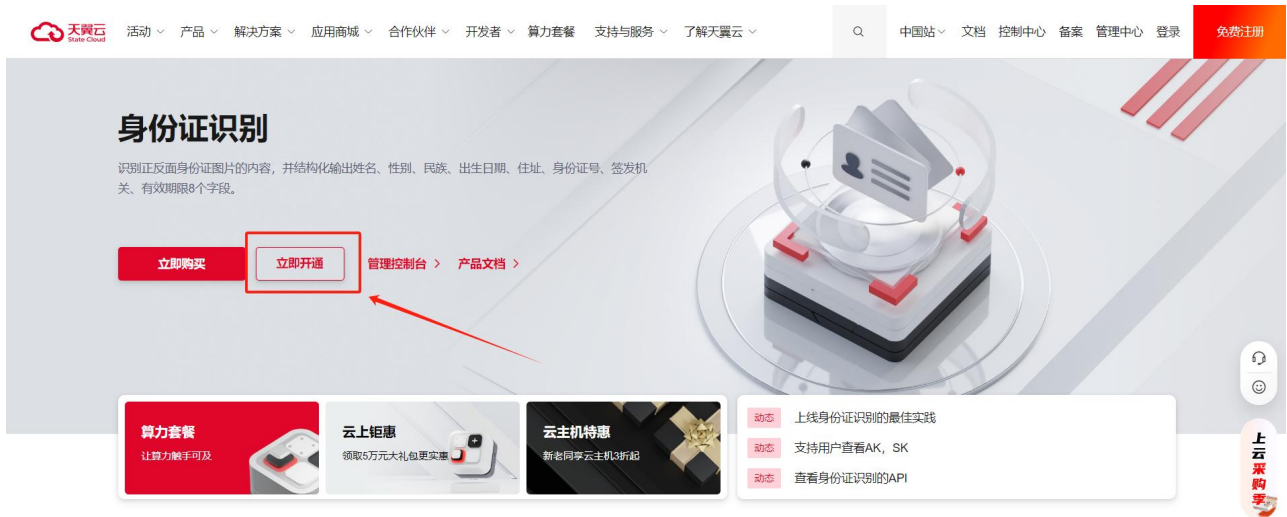 天翼云
State Cloud
活动 产品 解决方案 应用商城 合作伙伴 开发者 算力套餐 支持与服务 了解天翼云 中国站 文档 控制中心 备案 管理中心 登录 免费注册
身份证识别
识别正反面身份证图片的内容，并结构化输出姓名、性别、民族、出生日期、住址、身份证号、签发机
关、有效期限8个字段。
立即购买 立即开通 管理控制台 > 产品文档 >
算力套餐
让算力触手可及
云上钜惠
领取5万元大礼包更实惠
云主机特惠
新老同享云主机3折起
动态 上线身份证识别的最佳实践
动态 支持用户查看AK，SK
动态 查看身份证识别的API
上云采购季